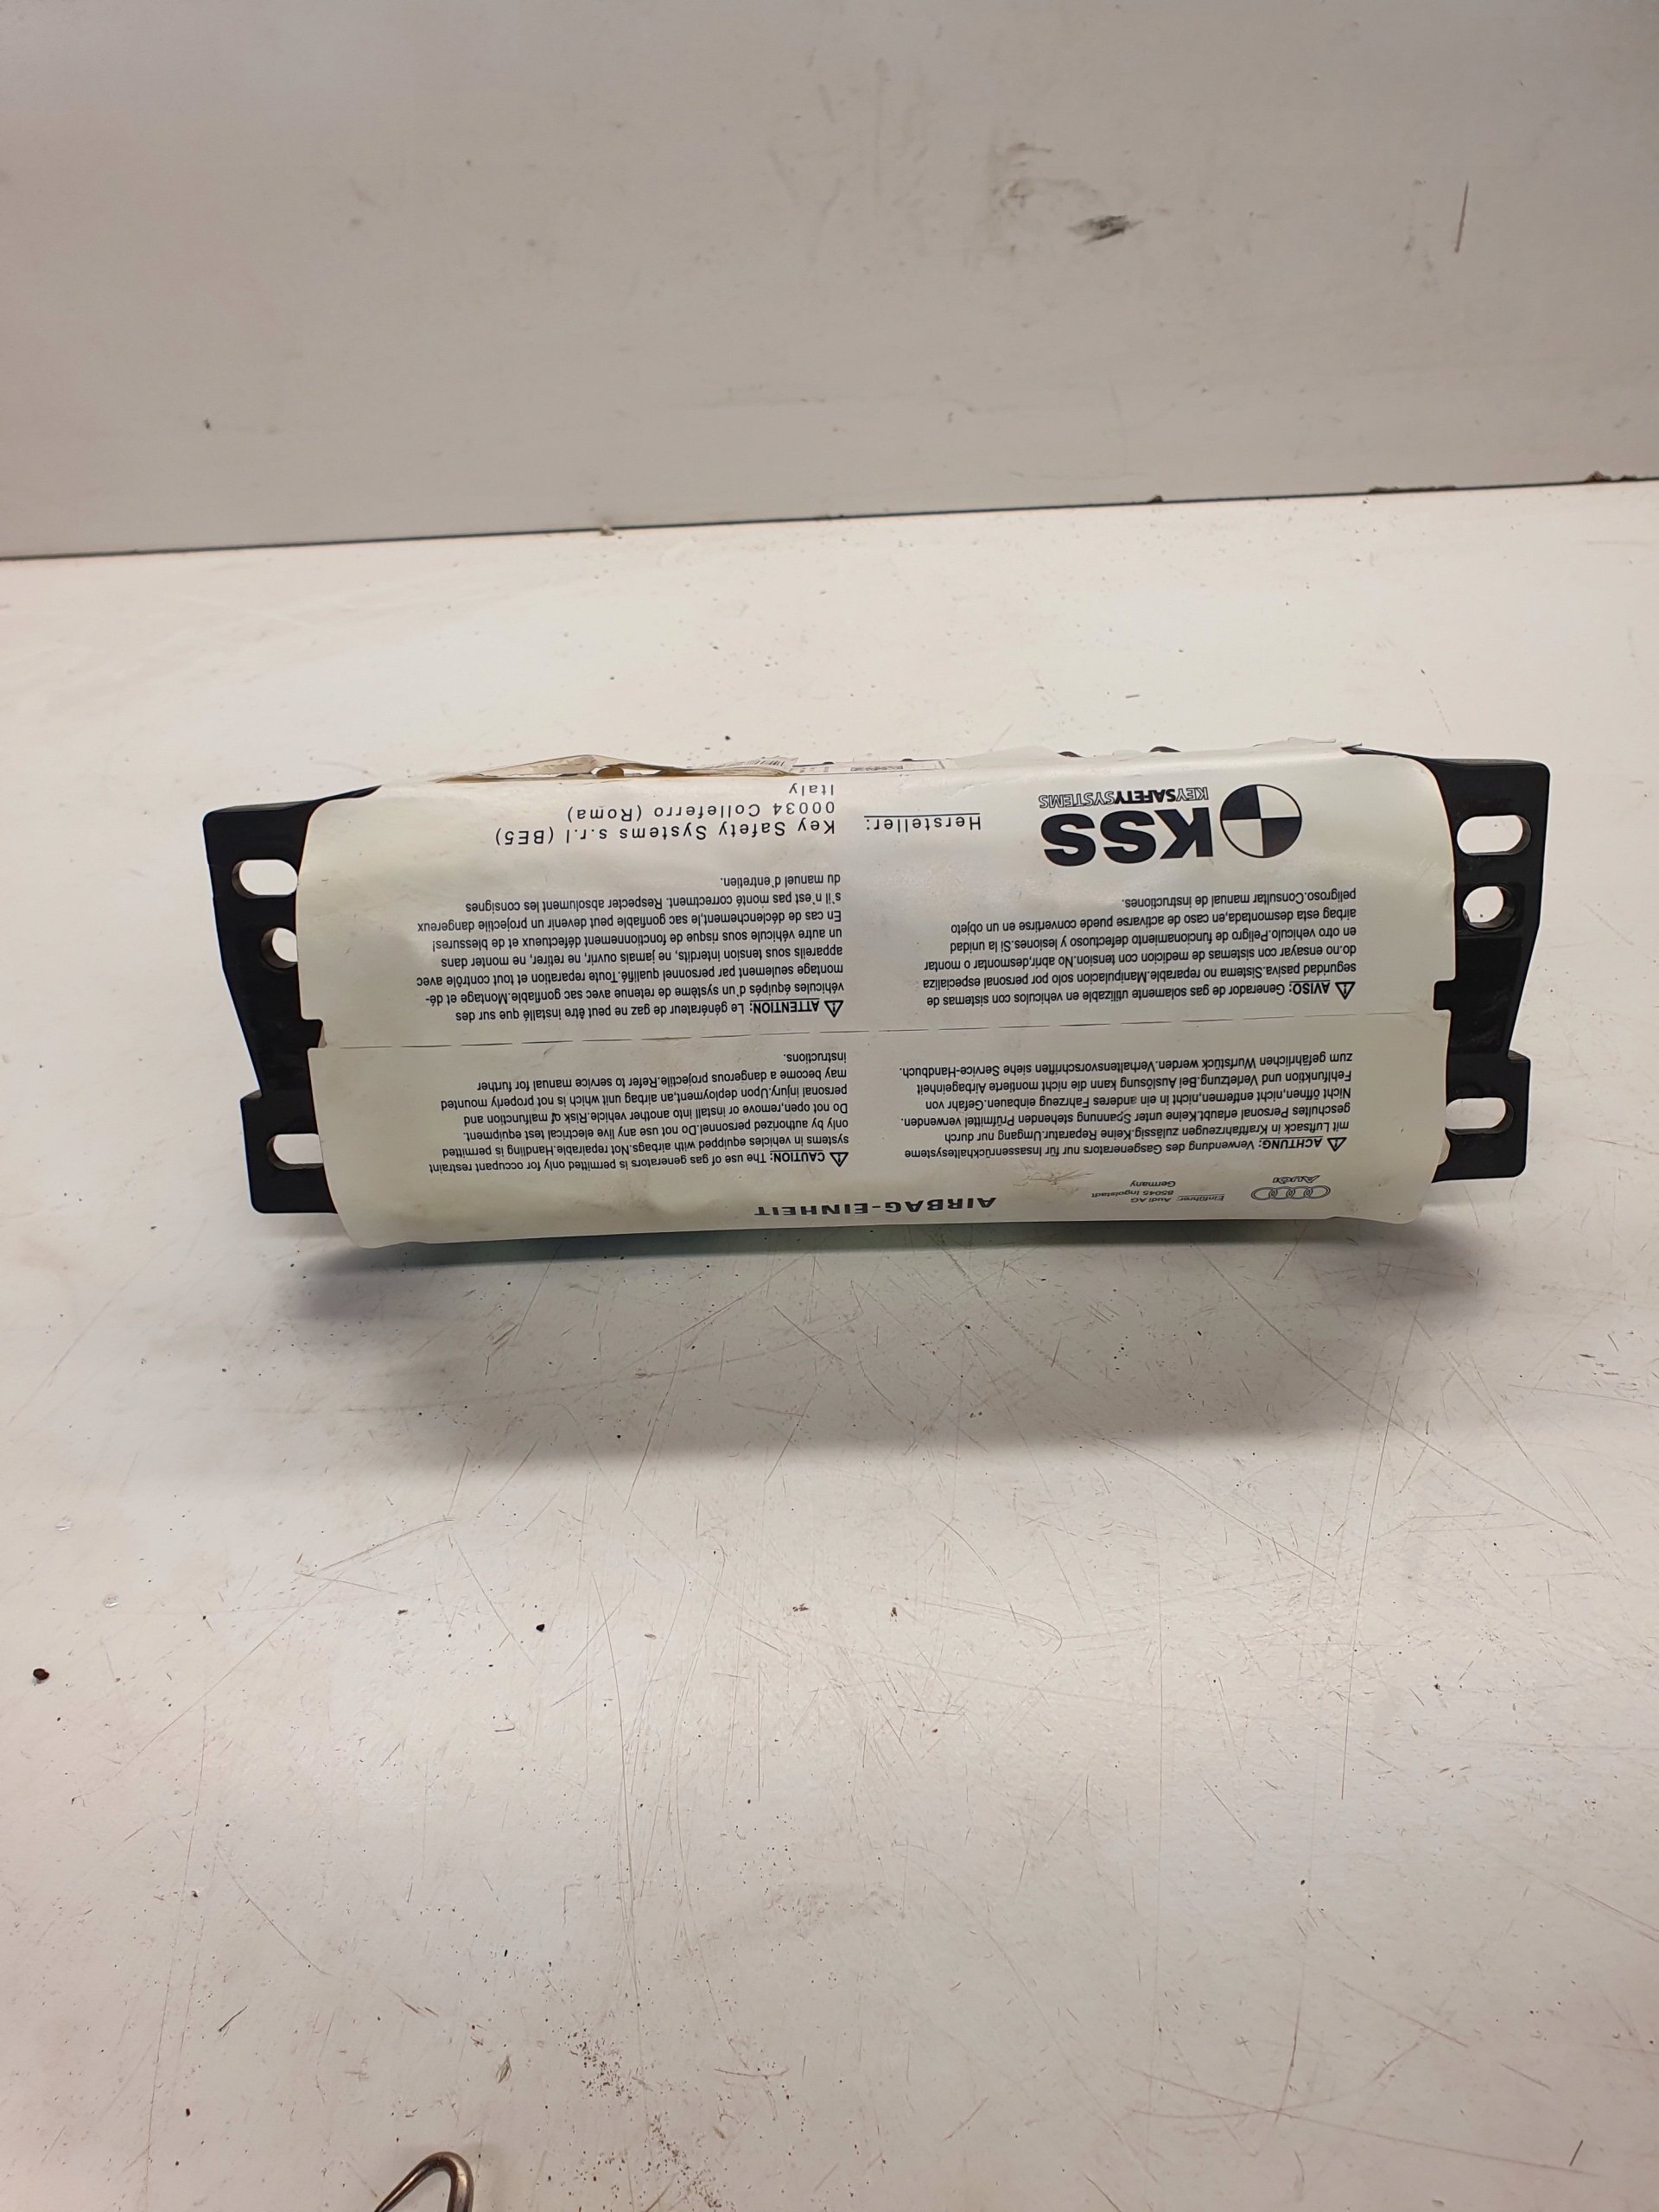 AIRBAG-EINHEIT
Audi
Einführer: Audi AG
85045 Ingolstadt
Germany
ACHTUNG: Verwendung des Gasgenerators nur für Insassenrückhaltesysteme
mit Luftsack in Kraftfahrzeugen zulässig.Keine Reparatur.Umgang nur durch
geschultes Personal erlaubt.Keine unter Spannung stehenden Prüfmittel verwenden.
Nicht öffnen,nicht entfernen,nicht in ein anderes Fahrzeug einbauen.Gefahr von
Fehlfunktion und Verletzung.Bei Auslösung kann die nicht montierte Airbageinheit
zum gefährlichen Wurfstück werden.Verhaltensvorschriften siehe Service-Handbuch.
CAUTION: The use of gas generators is permitted only for occupant restraint
systems in vehicles equipped with airbags.Not repairable.Handling is permitted
only by authorized personnel.Do not use any live electrical test equipment.
Do not open,remove or install into another vehicle.Risk of malfunction and
personal injury.Upon deployment,an airbag unit which is not properly mounted
may become a dangerous projectile.Refer to service manual for further
instructions.
AVISO: Generador de gas solamente utilizable en vehiculos con sistemas de
seguridad pasiva.Sistema no reparable.Manipulacion solo por personal especializa
do.no ensayar con sistemas de medicion con tension.No abrir,desmontar o montar
en otro vehiculo.Peligro de funcionamiento defectuoso y lesiones.Si la unidad
airbag esta desmontada,en caso de activarse puede convertirse en un objeto
peligroso.Consultar manual de instructiones.
ATTENTION: Le générateur de gaz ne peut être installé que sur des
véhicules équipés d'un système de retenue avec sac gonflable.Montage et dé-
montage seulement par personnel qualifié.Toute reparation et tout contrôle avec
appareils sous tension interdits, ne jamais ouvrir, ne retirer, ne monter dans
un autre véhicule sous risque de fonctionnement défectueux et de blessures!
En cas de déclenchement,le sac gonflable peut devenir un projectile dangereux
s'il n'est pas monté correctment. Respecter absolument les consignes
du manuel d'entretien.
KSS
KEYSAFETYSYSTEMS
Hersteller:
Key Safety Systems s.r.l (BE5)
00034 Colleferro (Roma)
Italy